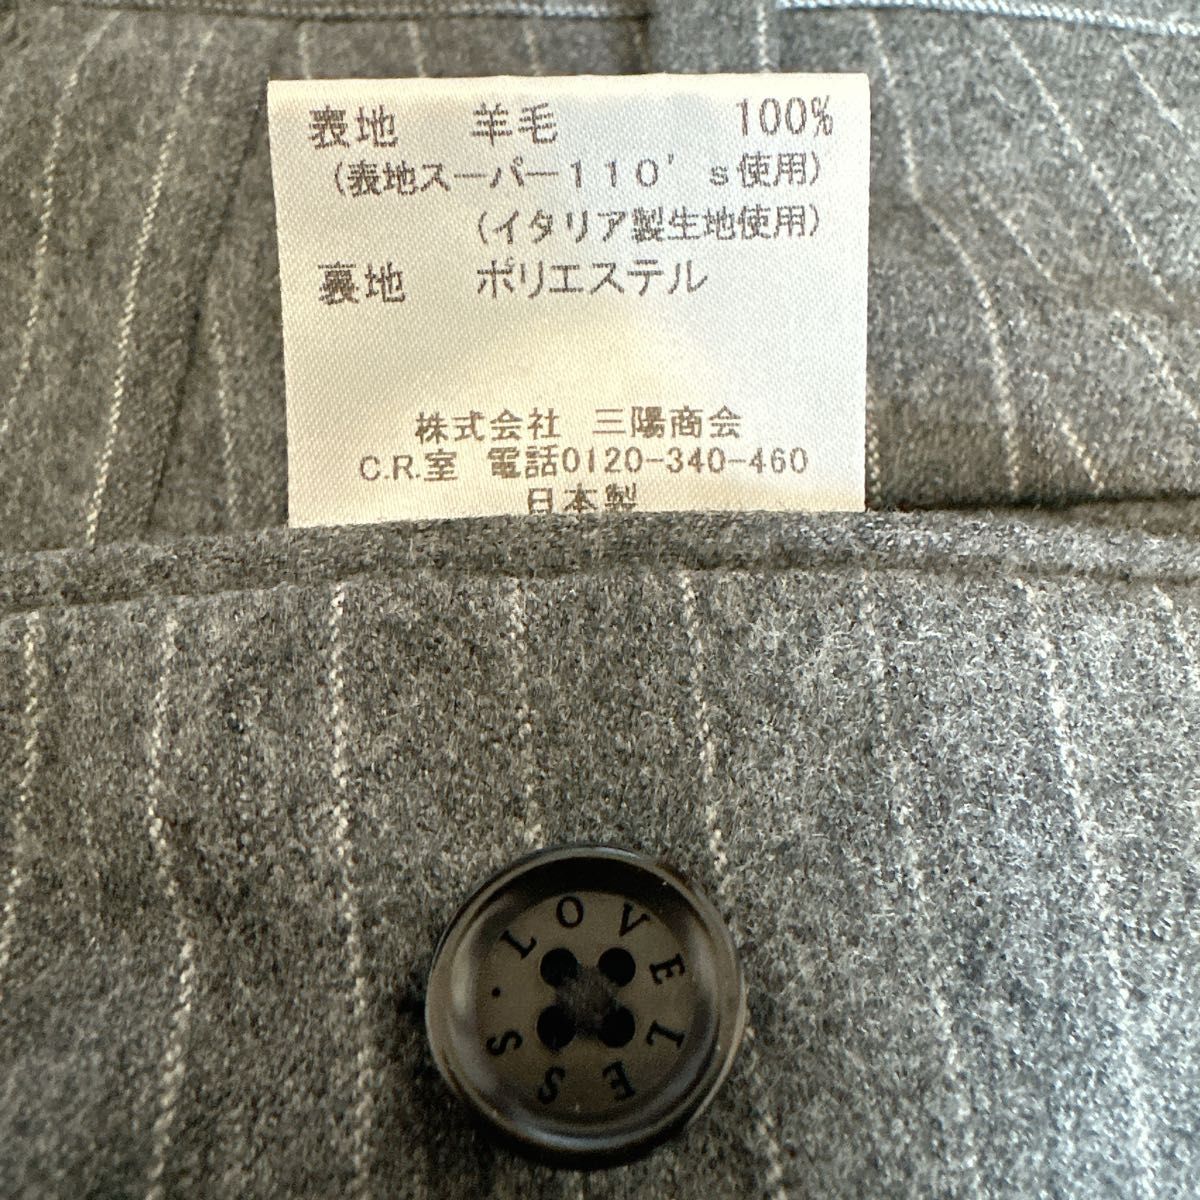 表地 羊毛 100%
(表地スーパー110's使用)
(イタリア製生地使用)
裏地 ポリエステル
株式会社 三陽商会
C.R.室 電話0120-340-460
日本製
LOVELESS.